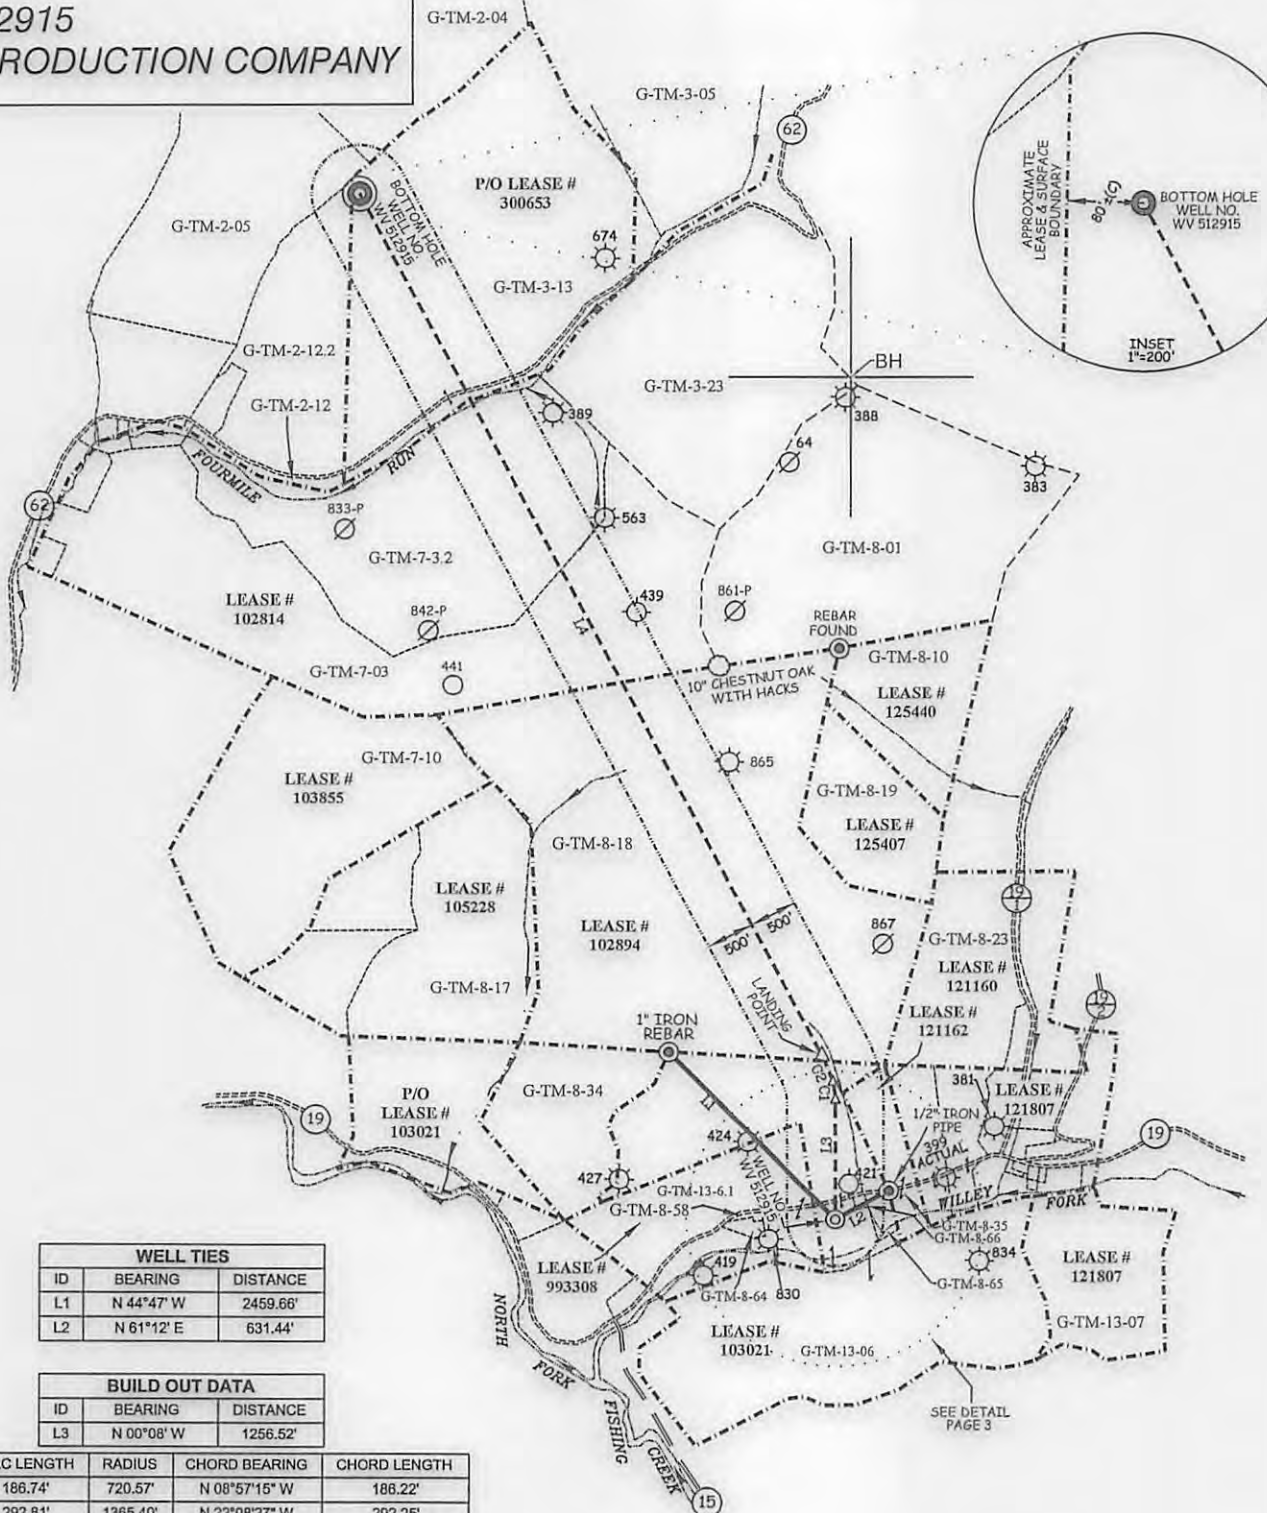 2915
RODUCTION COMPANY
G-TM-2-04
G-TM-3-05
62
P/O LEASE #
300653
BOTTOM HOLE
WELL NO.
WV 512915
G-TM-2-05
674
G-TM-3-13
APPROXIMATE
LEASE & SURFACE
BOUNDARY
BOTTOM HOLE
WELL NO.
WV 512915
INSET
1"=200'
G-TM-2-12.2
BH
G-TM-3-23
G-TM-2-12
389
388
64
FOURMILE
RUN
383
62
833-P
563
G-TM-7-3.2
G-TM-8-01
LEASE #
102814
439
861-P
842-P
REBAR
FOUND
L4
G-TM-7-03
441
G-TM-8-10
10" CHESTNUT OAK
WITH HACKS
LEASE #
125440
G-TM-7-10
865
LEASE #
103855
G-TM-8-19
LEASE #
125407
G-TM-8-18
LEASE #
105228
19
1
LEASE #
102894
500'
500'
867
G-TM-8-23
LEASE #
121160
G-TM-8-17
LANDING
POINT
19
2
1" IRON
REBAR
LEASE #
121162
G2
C1
381
P/O
LEASE #
103021
G-TM-8-34
LEASE #
121807
19
L1
1/2" IRON
PIPE
19
424
L3
399
ACTUAL
WELL NO.
WV 512915
427
421
G-TM-13-6.1
WILLEY
FORK
G-TM-8-58
L2
G-TM-8-35
G-TM-8-66
LEASE #
993308
419
834
LEASE #
121807
G-TM-8-64
830
G-TM-8-65
NORTH
FORK
FISHING
CREEK
LEASE #
103021
G-TM-13-06
G-TM-13-07
SEE DETAIL
PAGE 3
15
WELL TIES
ID BEARING DISTANCE
L1 N 44°47' W 2459.66'
L2 N 61°12' E 631.44'
BUILD OUT DATA
ID BEARING DISTANCE
L3 N 00°08' W 1256.52'
C LENGTH RADIUS CHORD BEARING CHORD LENGTH
186.74' 720.57' N 08°57'15" W 186.22'